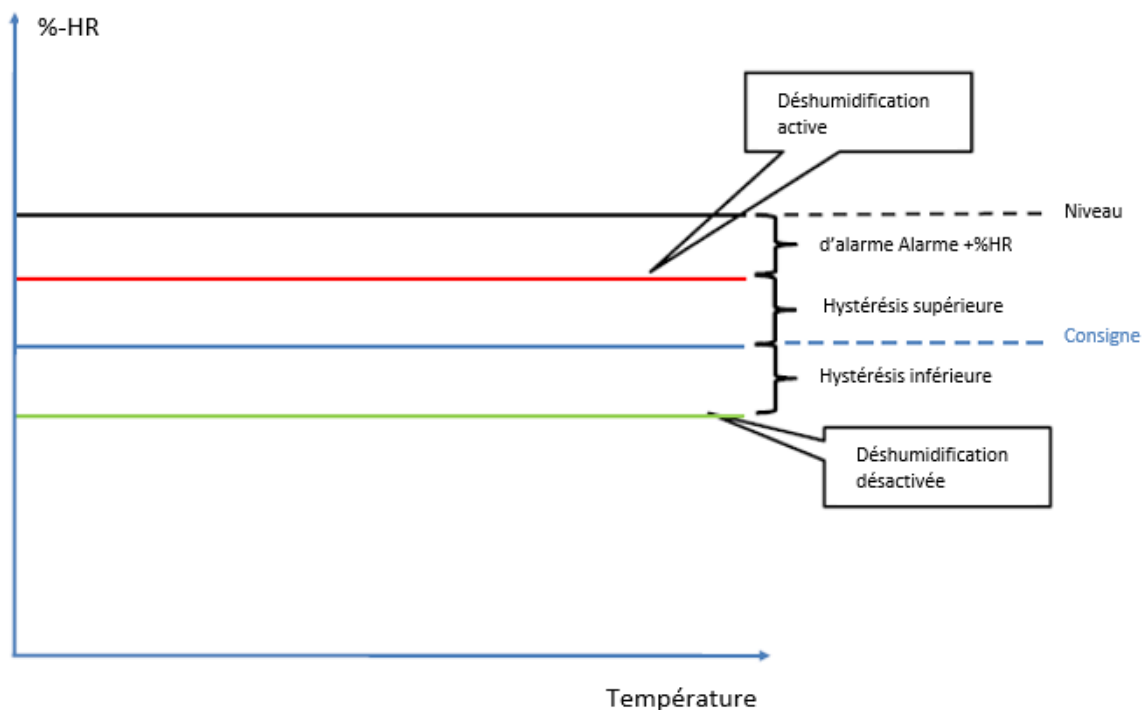 %-HR
Déshumidification
active
Niveau
d'alarme Alarme +%HR
Hystérésis supérieure
Consigne
Hystérésis inférieure
Déshumidification
désactivée
Température